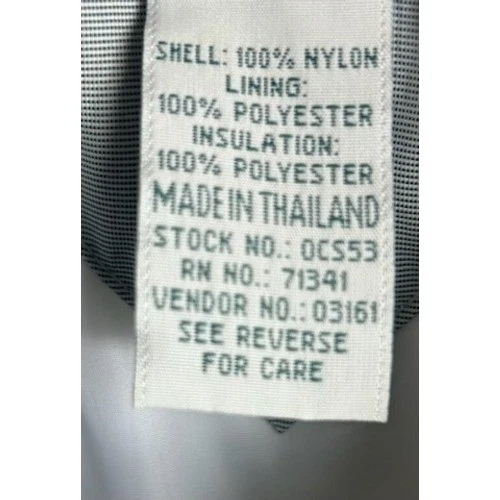 SHELL: 100% NYLON
LINING:
100% POLYESTER
INSULATION:
100% POLYESTER
MADE IN THAILAND
STOCK NO.: 0CS53
RN NO.: 71341
VENDOR NO.: 03161
SEE REVERSE
FOR CARE